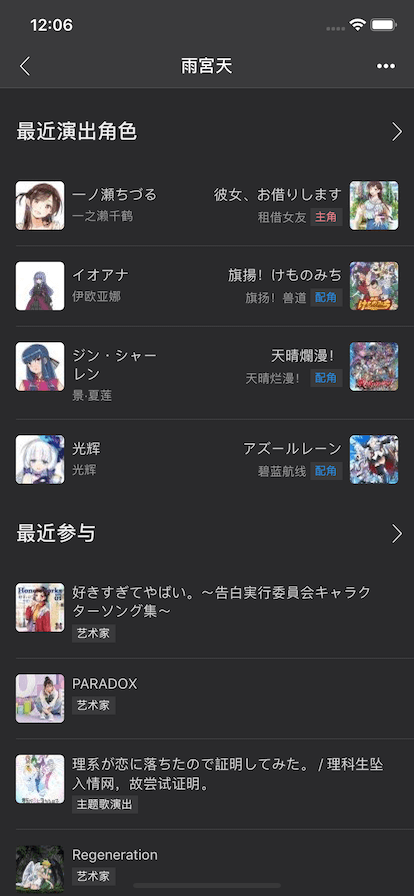 12:06
雨宮天
最近演出角色
一ノ瀬ちづる
一之濑千鹤
彼女、お借りします
租借女友 主角
イオアナ
伊欧亚娜
旗揚！けものみち
旗扬！兽道 配角
ジン・シャー
レン
景·夏莲
天晴爛漫！
天晴烂漫！ 配角
光辉
光辉
アズールレーン
碧蓝航线 配角
最近参与
好きすぎてやばい。〜告白実行委員会キャラク
ターソング集〜
艺术家
PARADOX
艺术家
理系が恋に落ちたので証明してみた。 / 理科生坠
入情网，故尝试证明。
主题歌演出
Regeneration
艺术家